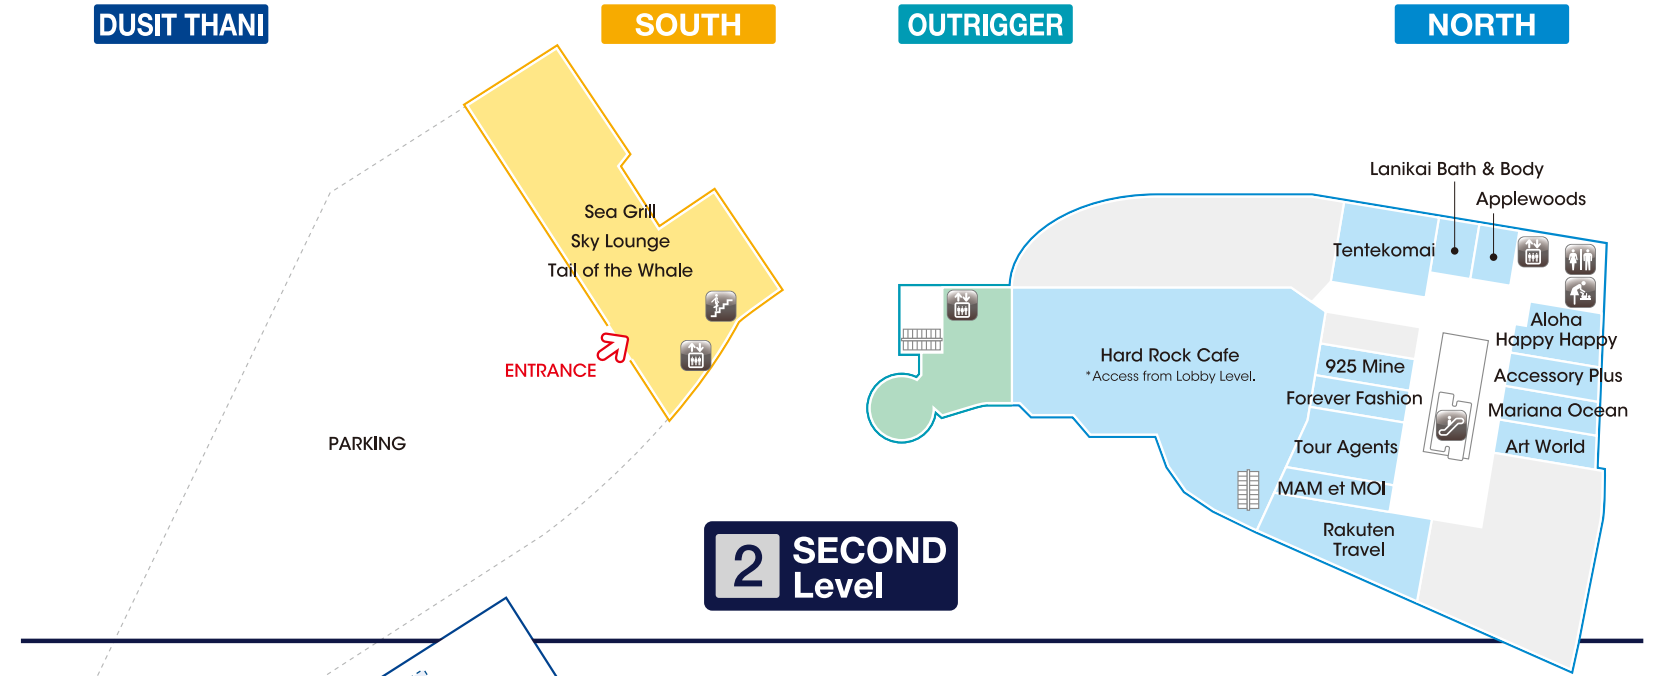 DUSIT THANI
SOUTH
OUTRIGGER
NORTH
Lanikai Bath & Body
Applewoods
Sea Grill
Sky Lounge
Tail of the Whale
Tentekomai
Aloha
Happy Happy
Hard Rock Cafe
*Access from Lobby Level.
925 Mine
Accessory Plus
ENTRANCE
Forever Fashion
Mariana Ocean
PARKING
Tour Agents
Art World
MAM et MOI
Rakuten
Travel
2
SECOND
Level